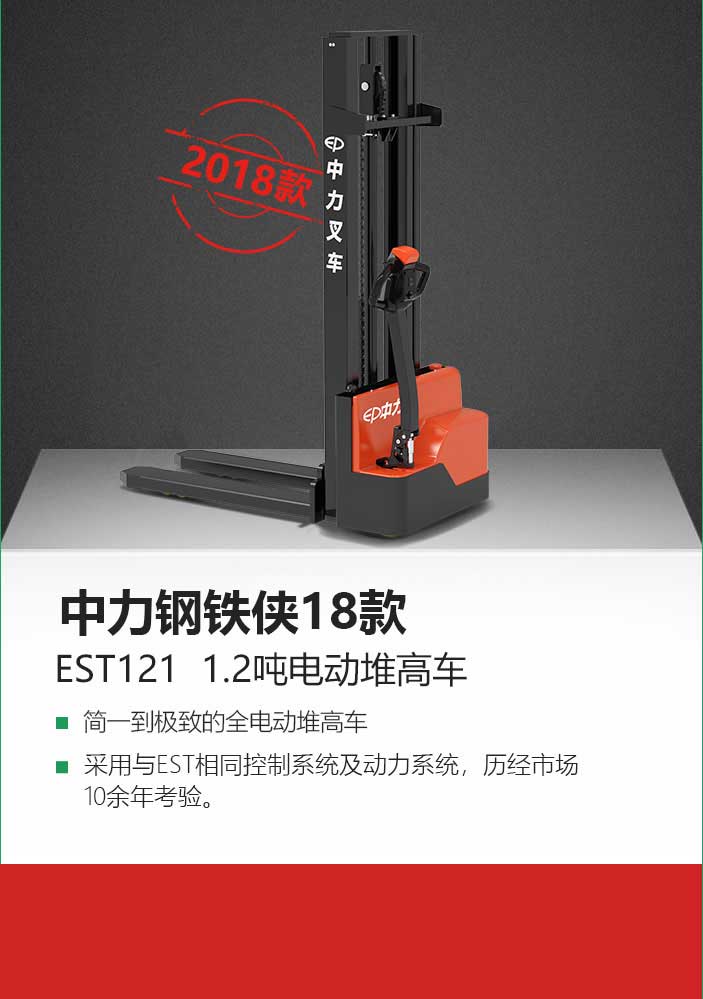 2018款
EP
中力叉车
EP中力
中力钢铁侠18款
EST121 1.2吨电动堆高车
简一到极致的全电动堆高车
采用与EST相同控制系统及动力系统，历经市场
10余年考验。